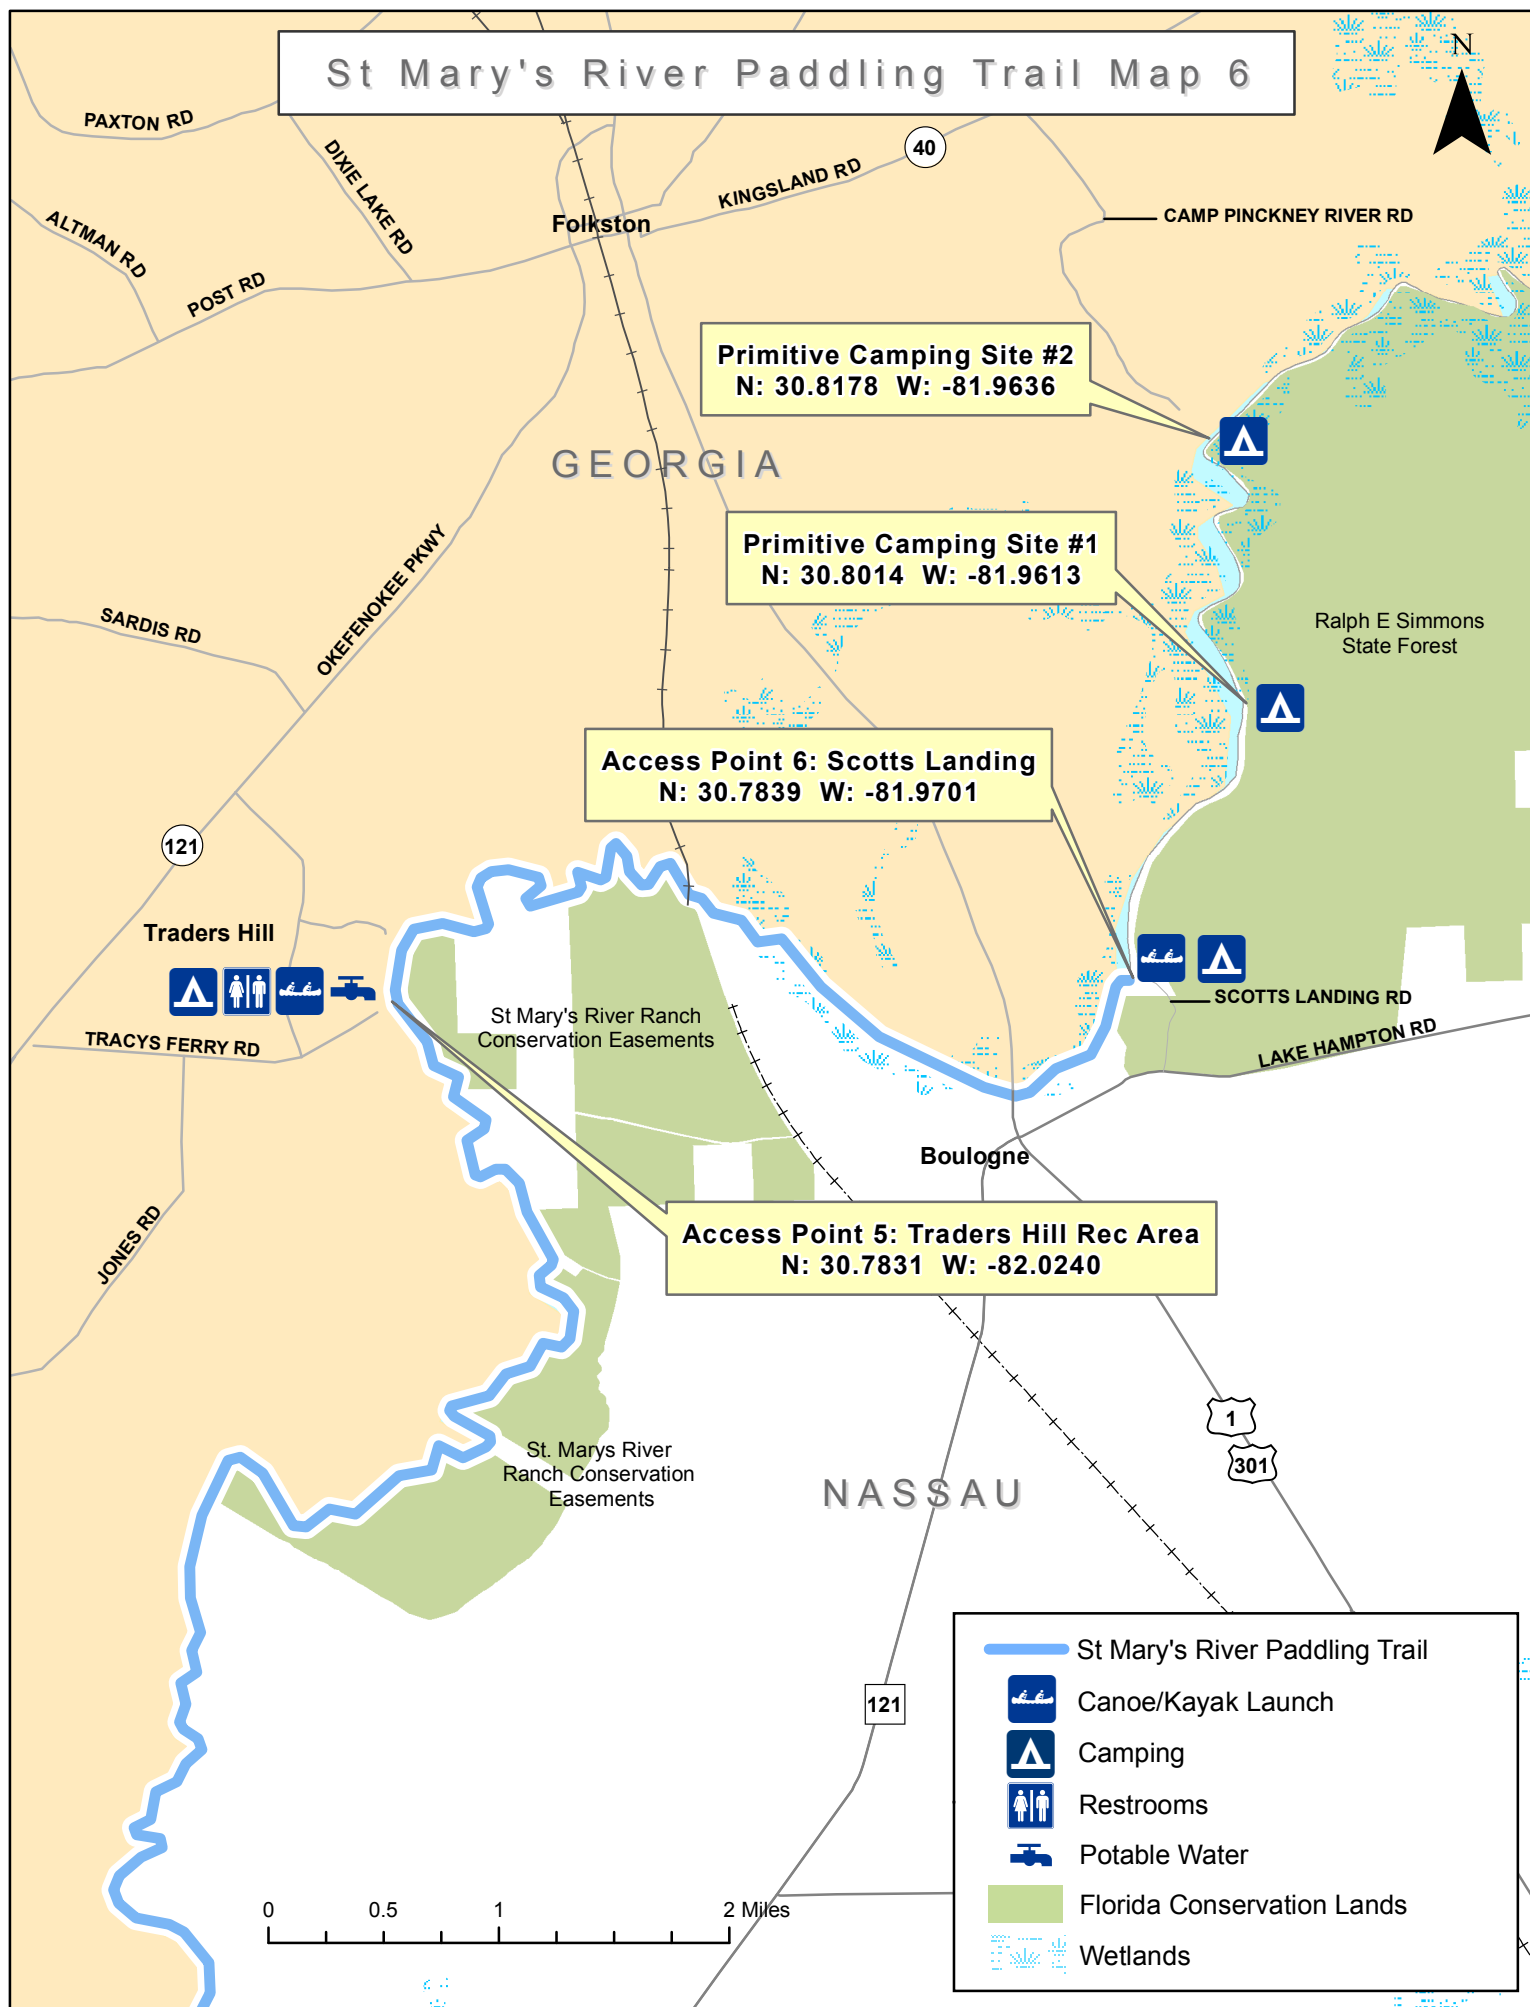 St Mary's River Paddling Trail Map 6
N
PAXTON RD
DIXIE LAKE RD
40
KINGSLAND RD
ALTMAN RD
Folkston
CAMP PINCKNEY RIVER RD
POST RD
Primitive Camping Site #2
N: 30.8178 W: -81.9636
GEORGIA
Primitive Camping Site #1
N: 30.8014 W: -81.9613
OKEFENOKEE PKWY
SARDIS RD
Ralph E Simmons
State Forest
Access Point 6: Scotts Landing
N: 30.7839 W: -81.9701
121
Traders Hill
SCOTTS LANDING RD
St Mary's River Ranch
Conservation Easements
TRACYS FERRY RD
LAKE HAMPTON RD
Boulogne
JONES RD
Access Point 5: Traders Hill Rec Area
N: 30.7831 W: -82.0240
1
301
St. Marys River
Ranch Conservation
Easements
NASSAU
121
St Mary's River Paddling Trail
Canoe/Kayak Launch
Camping
Restrooms
Potable Water
Florida Conservation Lands
Wetlands
0 0.5 1 2 Miles